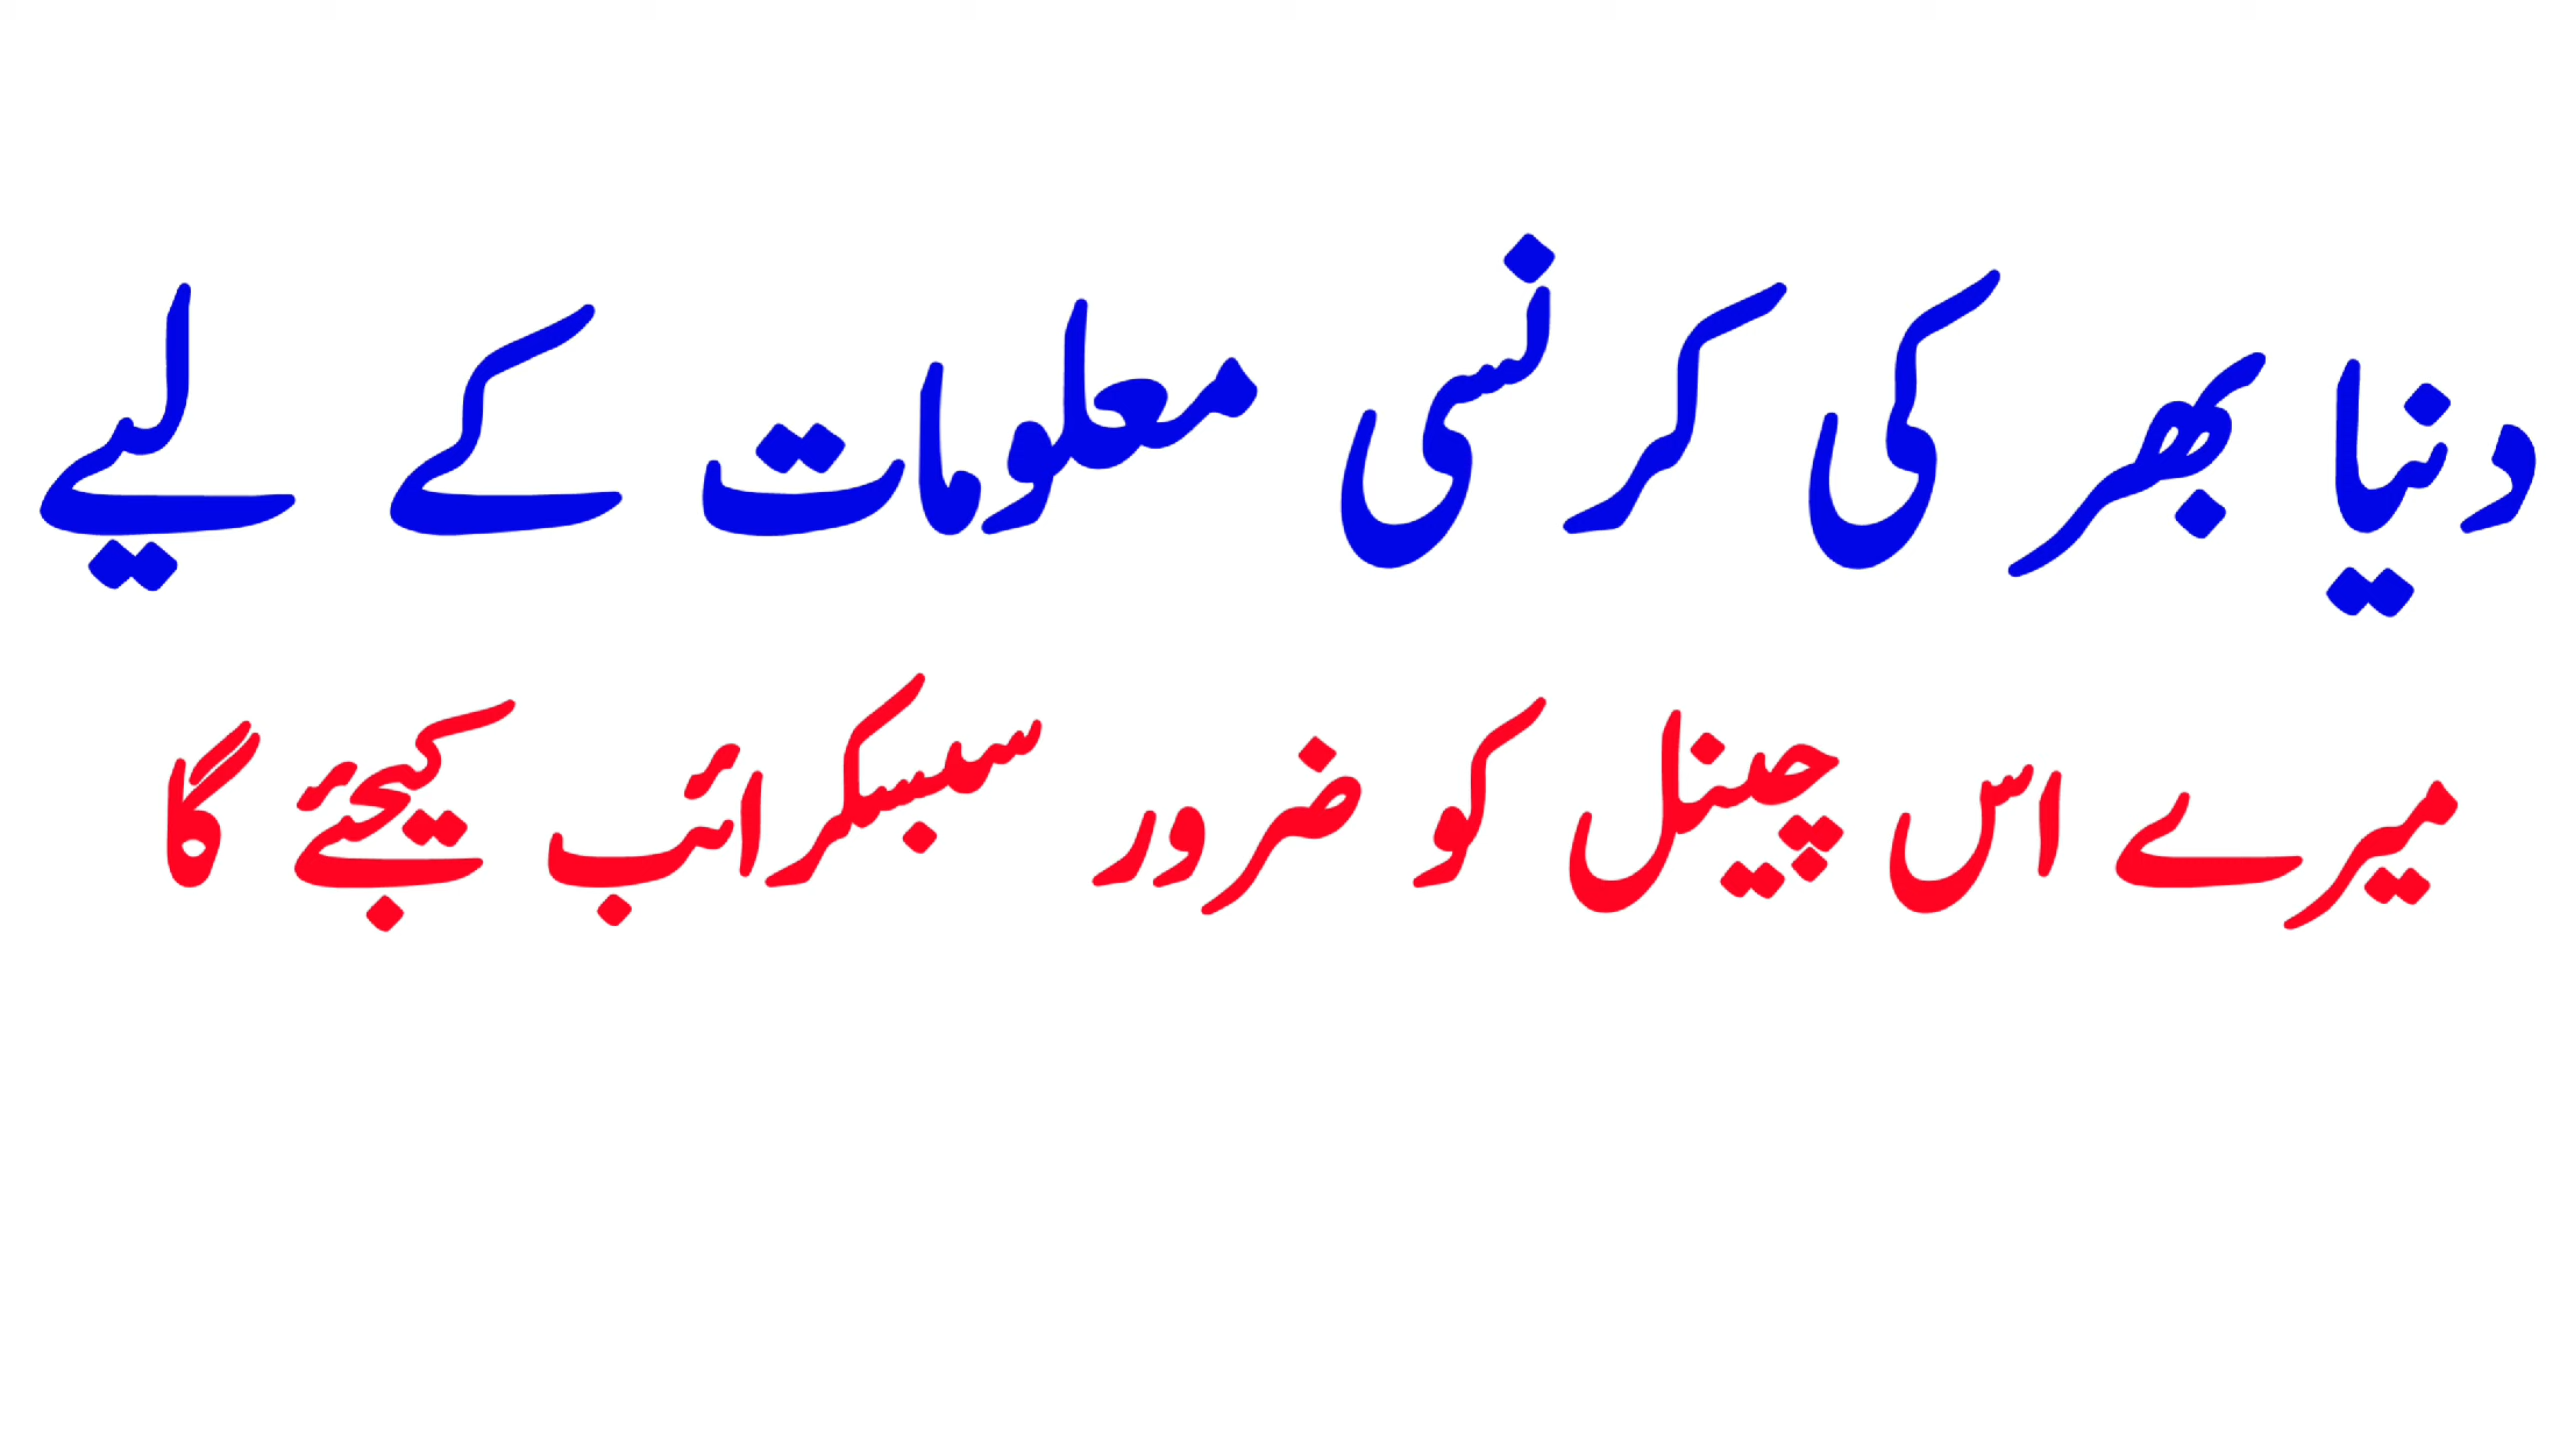 دنیا بھر کی کرنسی معلومات کے لیے
میرے اس چینل کو ضرور سبسکرائب کیجئے گا